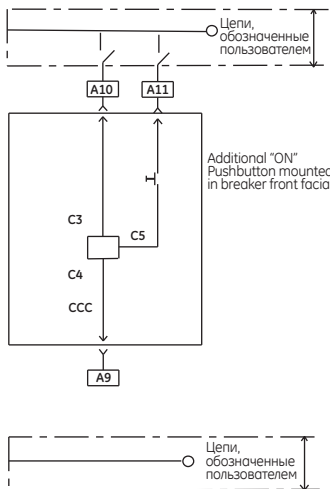 Цепи,
обозначенные
пользователем
A10 A11
Additional “ON”
Pushbutton mounted
in breaker front facia
C3
C5
C4
CCC
A9
Цепи,
обозначенные
пользователем